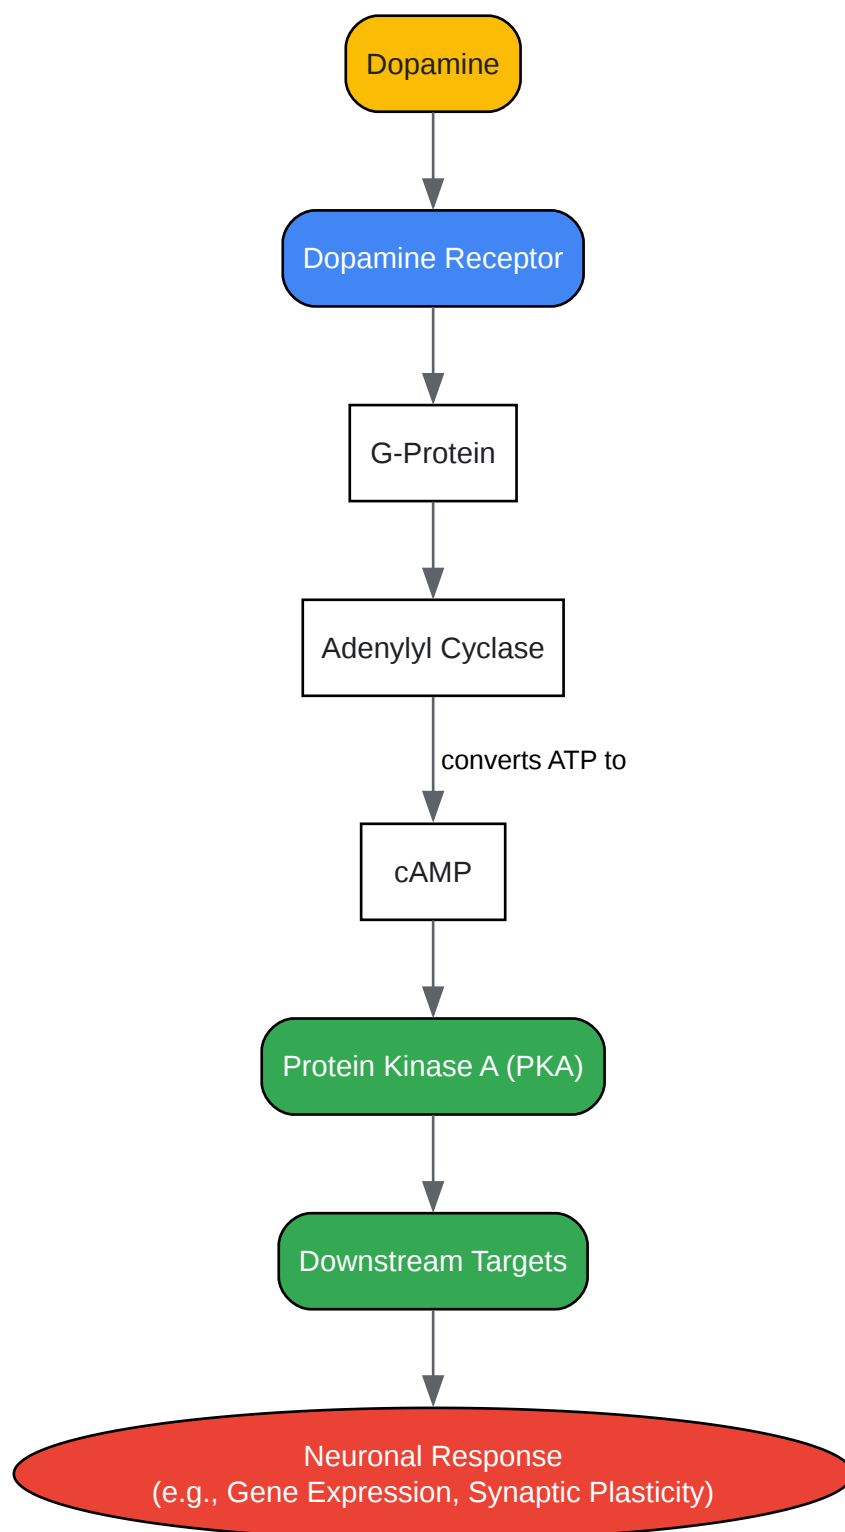 Dopamine
Dopamine Receptor
G-Protein
Adenylyl Cyclase
converts ATP to
cAMP
Protein Kinase A (PKA)
Downstream Targets
Neuronal Response
(e.g., Gene Expression, Synaptic Plasticity)